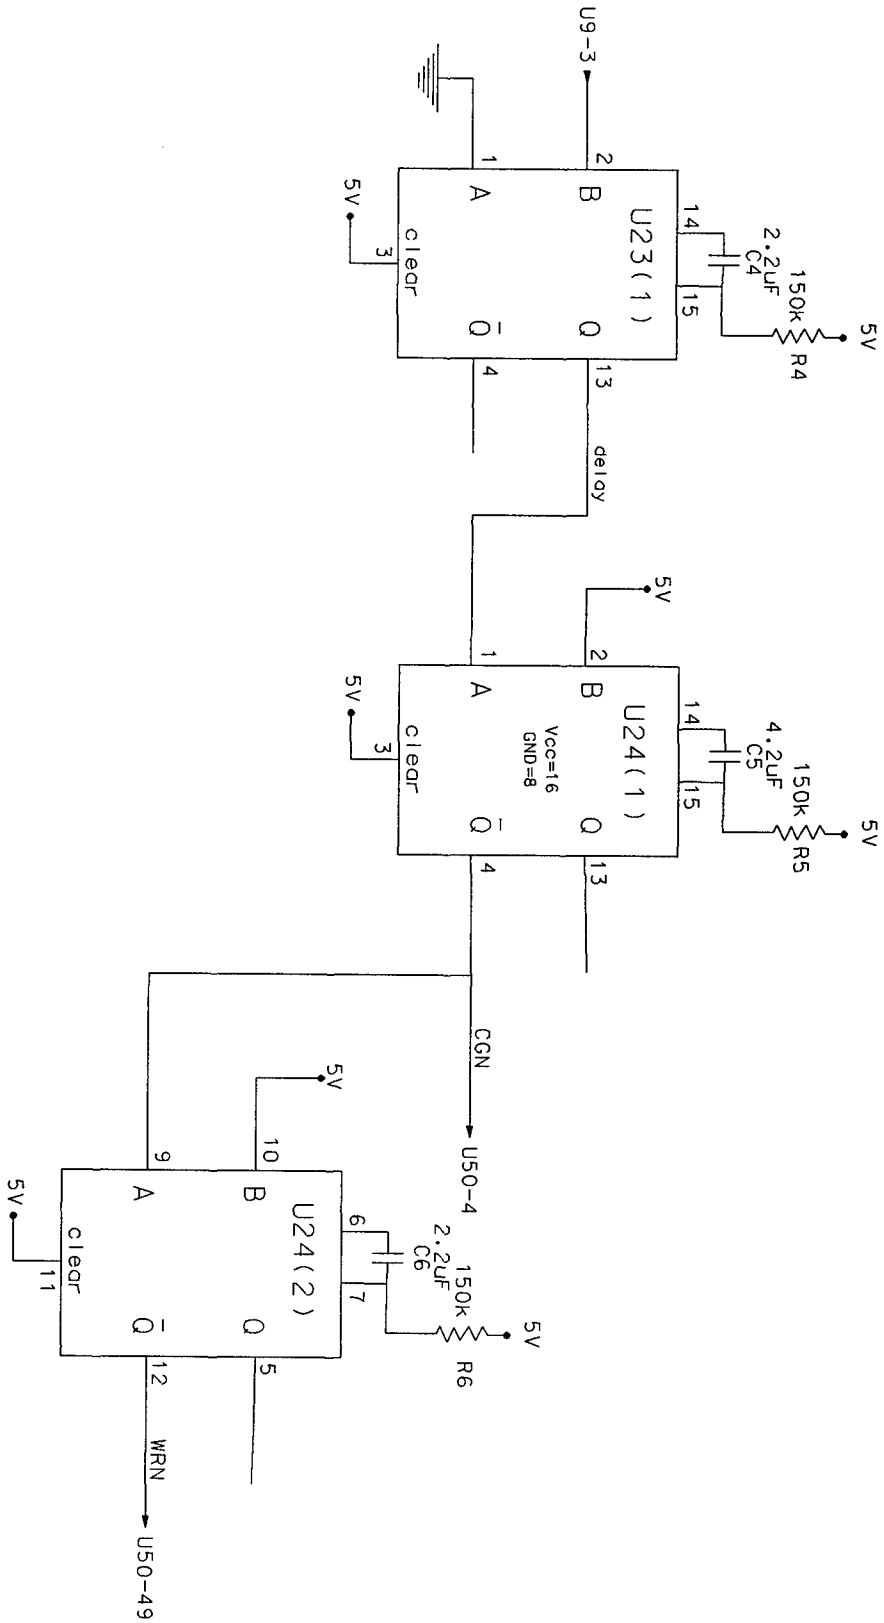 U9-3
2
B
1
A
U23(1)
14
15
2.2uF
C4
150k
R4
5V
5V
3
clear
Q
Q̅
13
4
delay
5V
2
B
1
A
U24(1)
Vcc=16
GND=8
14
15
4.2uF
C5
150k
R5
5V
5V
3
clear
Q
Q̅
13
4
CGN
U50-4
5V
10
B
9
A
U24(2)
6
7
2.2uF
C6
150k
R6
5V
5V
11
clear
Q
Q̅
5
12
WRN
U50-49